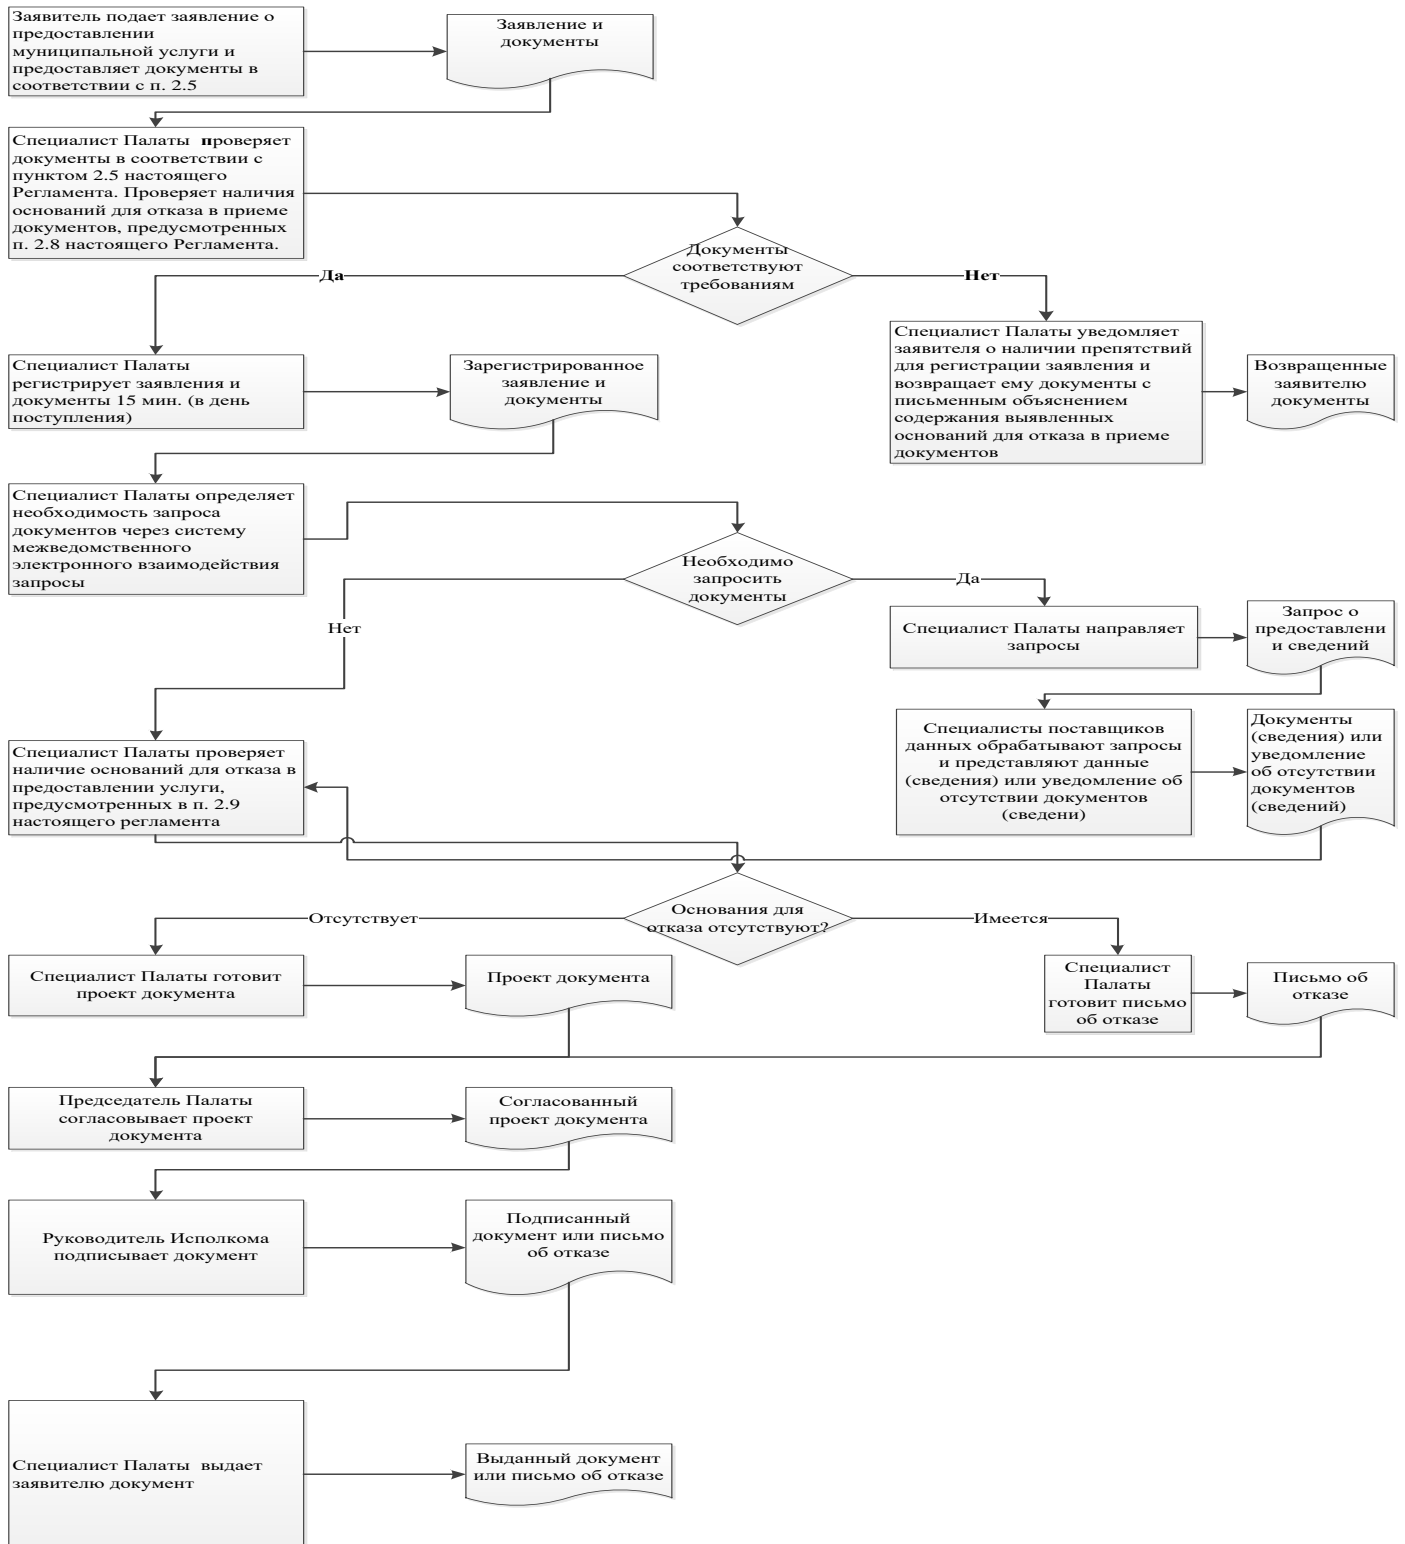 Заявитель подает заявление о
предоставлении
муниципальной услуги и
предоставляет документы в
соответствии с п. 2.5
Заявление и
документы
Специалист Палаты  проверяет
документы в соответствии с
пунктом 2.5 настоящего
Регламента. Проверяет наличия
оснований для отказа в приеме
документов, предусмотренных
п. 2.8 настоящего Регламента.
Документы
соответствуют
требованиям
Да
Нет
Специалист Палаты
регистрирует заявления и
документы 15 мин. (в день
поступления)
Зарегистрированное
заявление и
документы
Специалист Палаты уведомляет
заявителя о наличии препятствий
для регистрации заявления и
возвращает ему документы с
письменным объяснением
содержания выявленных
оснований для отказа в приеме
документов
Возвращенные
заявителю
документы
Специалист Палаты определяет
необходимость запроса
документов через систему
межведомственного
электронного взаимодействия
запросы
Необходимо
запросить
документы
Да
Нет
Специалист Палаты направляет
запросы
Запрос о
предоставлени
и сведений
Специалист Палаты проверяет
наличие оснований для отказа в
предоставлении услуги,
предусмотренных в п. 2.9
настоящего регламента
Специалисты поставщиков
данных обрабатывают запросы
и представляют данные
(сведения) или уведомление об
отсутствии документов
(сведени)
Документы
(сведения) или
уведомление
об отсутствии
документов
(сведений)
Основания для
отказа отсутствуют?
Отсутствует
Имеется
Специалист Палаты готовит
проект документа
Проект документа
Специалист
Палаты
готовит письмо
об отказе
Письмо об
отказе
Председатель Палаты
согласовывает проект
документа
Согласованный
проект документа
Руководитель Исполкома
подписывает документ
Подписанный
документ или письмо
об отказе
Специалист Палаты  выдает
заявителю документ
Выданный документ
или письмо об отказе